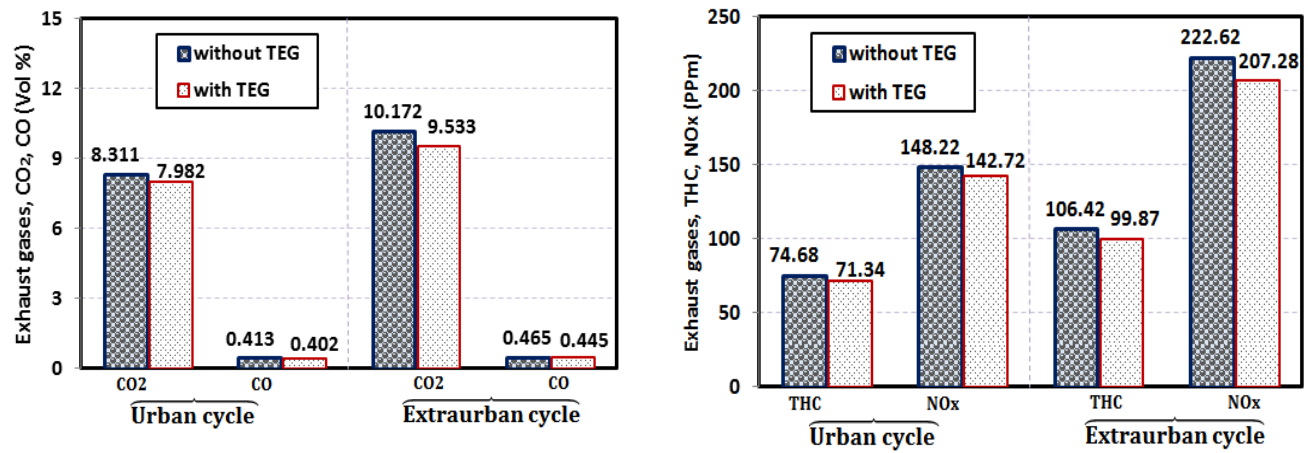 Exhaust gases, CO₂, CO (Vol %)
15
12
9
6
3
0
without TEG
with TEG
8.311
7.982
0.413
0.402
10.172
9.533
0.465
0.445
CO2
CO
CO2
CO
Urban cycle
Extraurban cycle
Exhaust gases, THC, NOx (PPm)
250
200
150
100
50
0
without TEG
with TEG
74.68
71.34
148.22
142.72
106.42
99.87
222.62
207.28
THC
NOx
THC
NOx
Urban cycle
Extraurban cycle